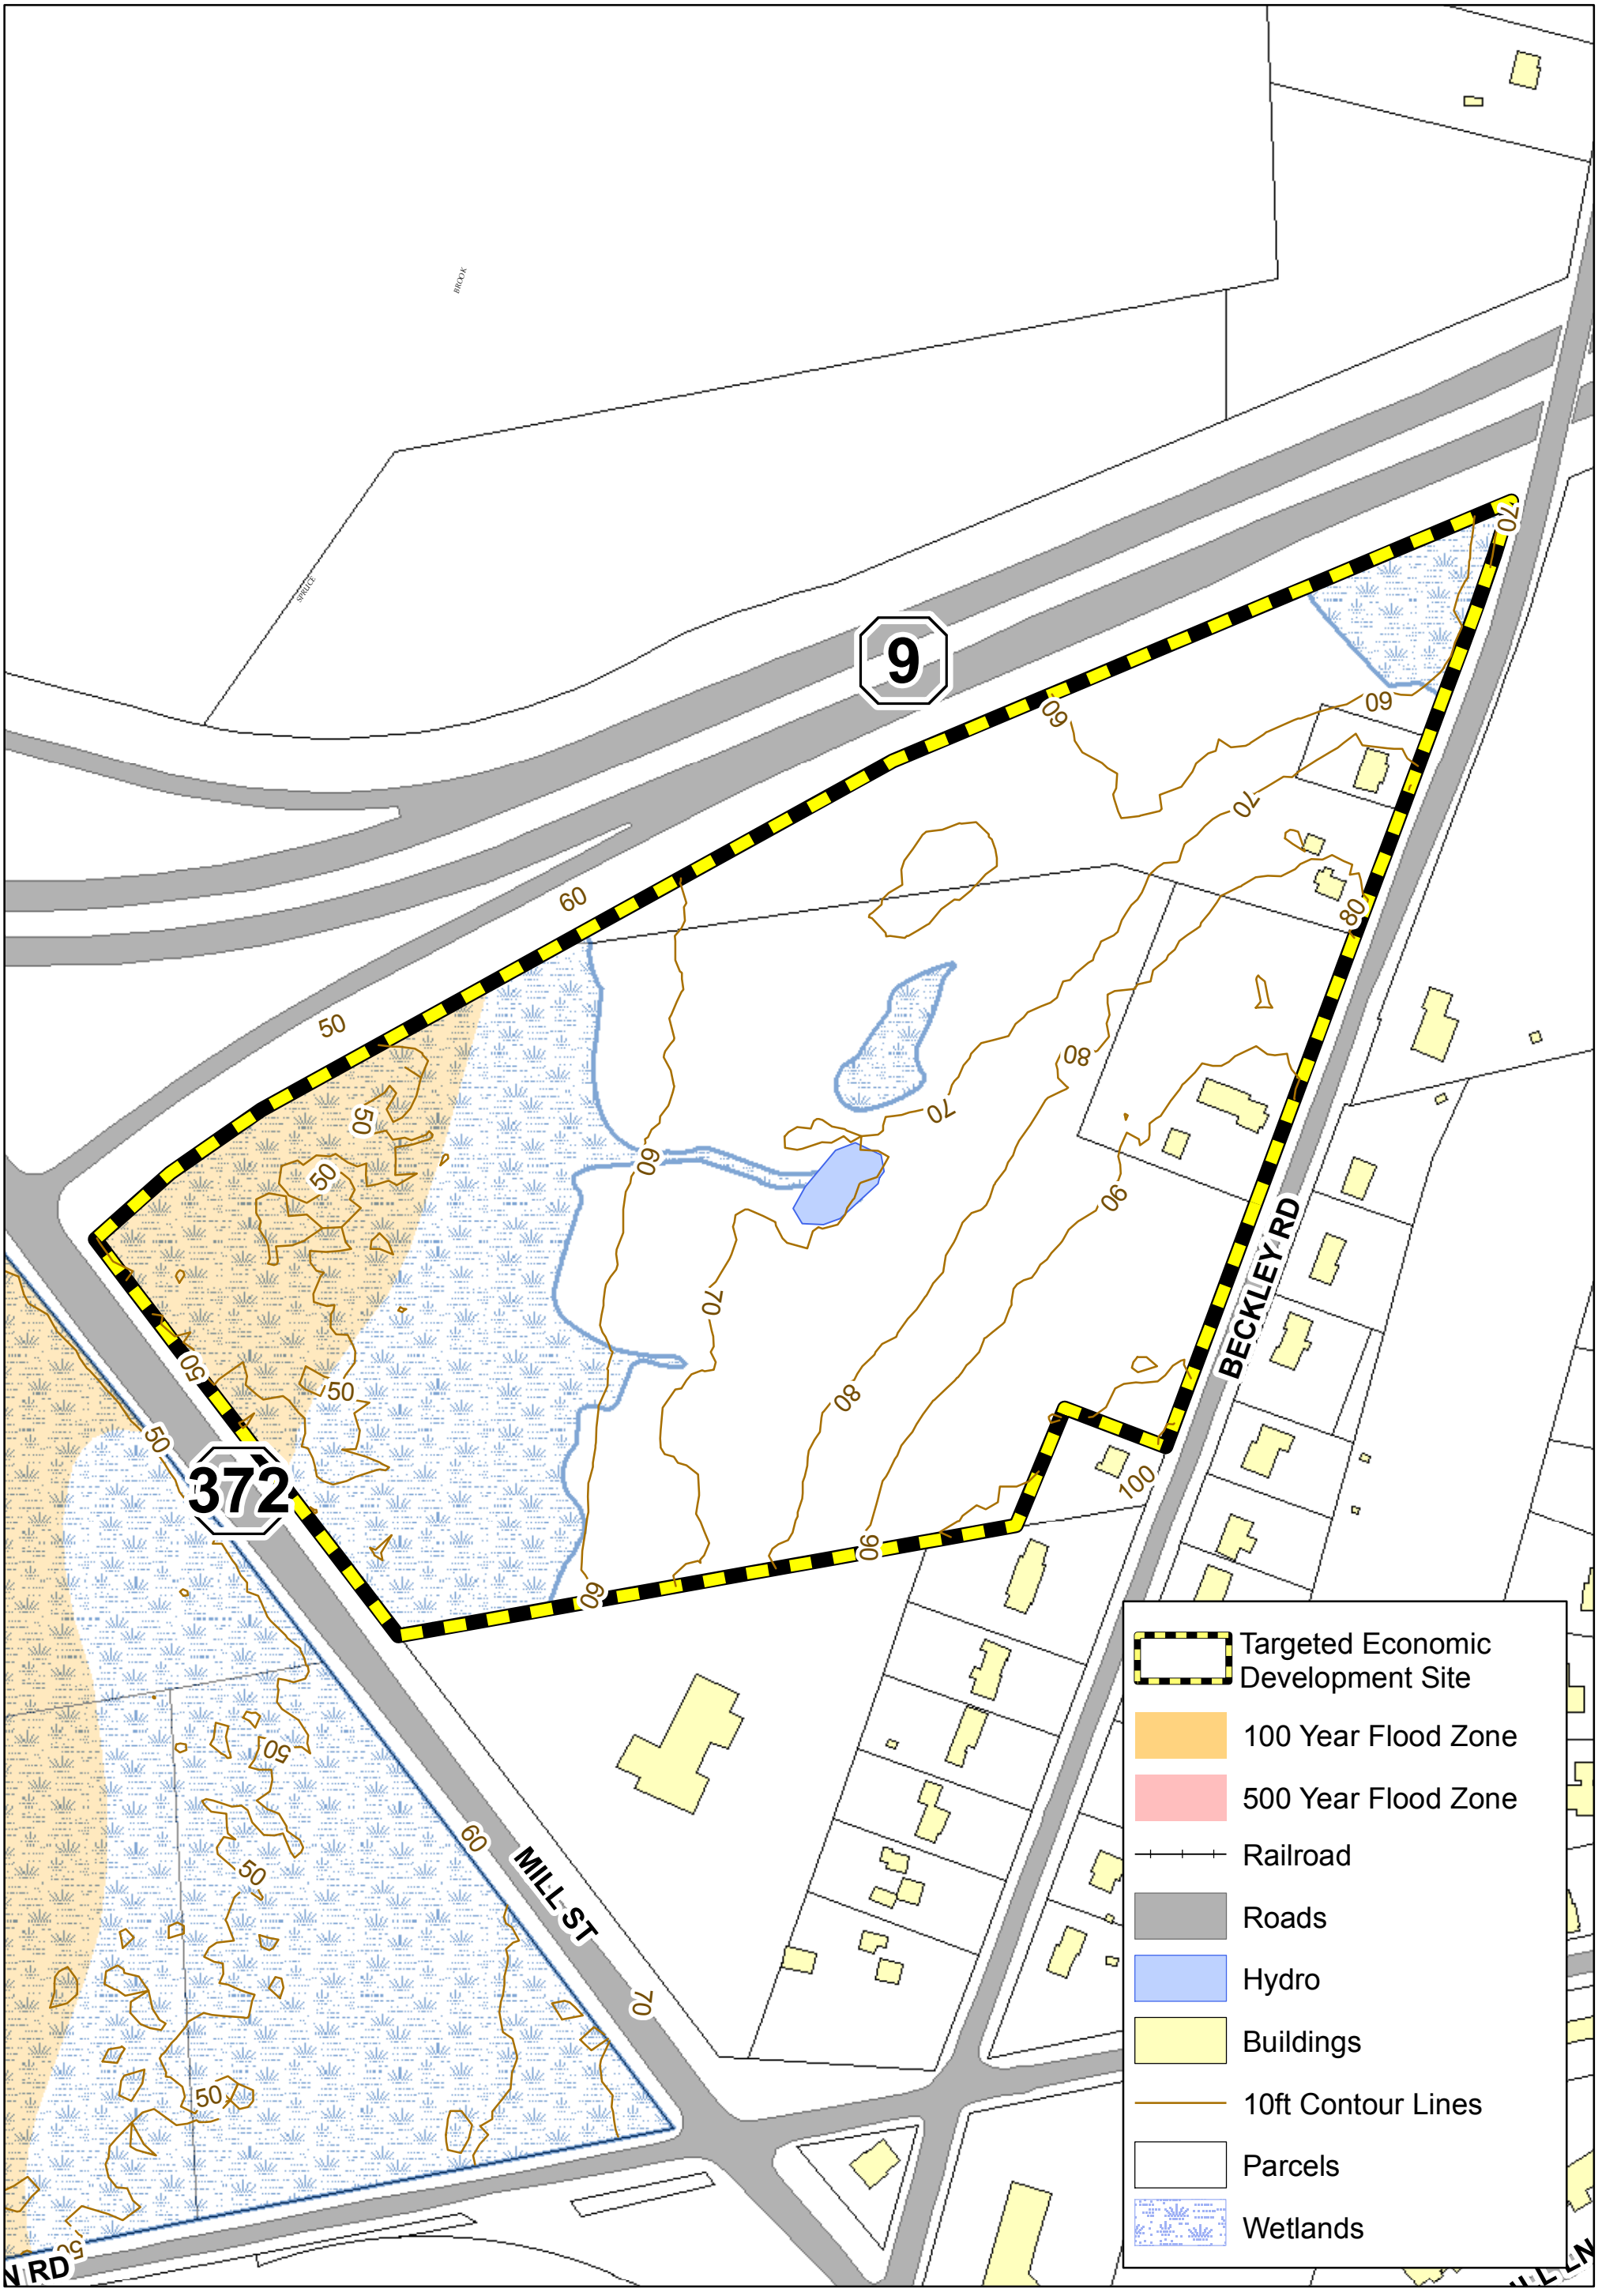 BROOK
SPRUCE
70
9
60
60
70
60
80
50
80
50
70
60
50
90
70
BECKLEY RD
50
50
80
50
100
372
90
60
Targeted Economic
Development Site
100 Year Flood Zone
50
500 Year Flood Zone
60
MILL ST
Railroad
50
Roads
70
Hydro
Buildings
50
10ft Contour Lines
Parcels
Wetlands
50
N RD